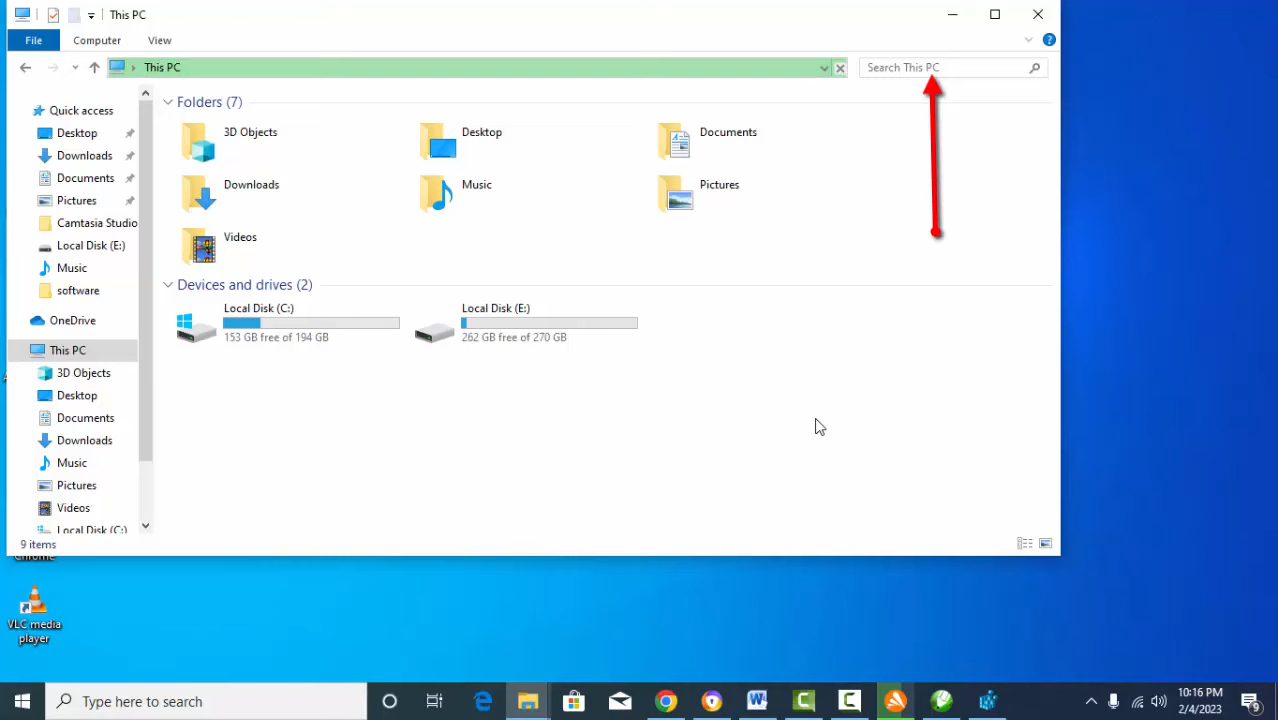 This PC
File Computer View
This PC
Search This PC
Quick access
Desktop
Downloads
Documents
Pictures
Camtasia Studio
Local Disk (E:)
Music
software
OneDrive
This PC
3D Objects
Desktop
Documents
Downloads
Music
Pictures
Videos
Local Disk (C:)
Folders (7)
3D Objects
Desktop
Documents
Downloads
Music
Pictures
Videos
Devices and drives (2)
Local Disk (C:)
153 GB free of 194 GB
Local Disk (E:)
262 GB free of 270 GB
9 items
Chrome
VLC media
player
Type here to search
10:16 PM
2/4/2023
9